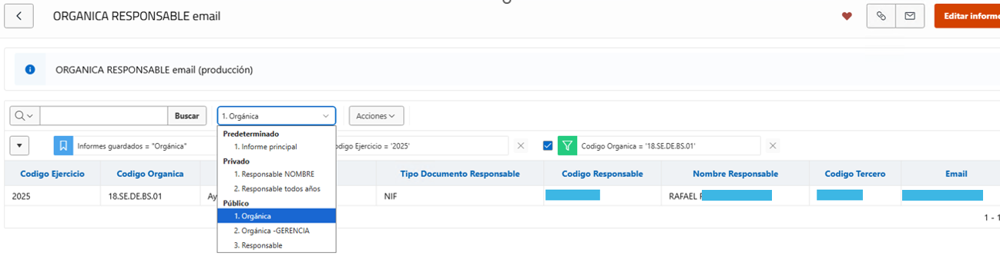 ORGANICA RESPONSABLE email
Editar inform
ORGANICA RESPONSABLE email (producción)
Buscar
1. Orgánica
Acciones
Predeterminado
1. Informe principal
Privado
1. Responsable NOMBRE
2. Responsable todos años
Público
1. Orgánica
2. Orgánica -GERENCIA
3. Responsable
Informes guardados = "Orgánica"
odigo Ejercicio = '2025'
Codigo Organica = '18.SE.DE.BS.01'
Codigo Ejercicio Codigo Organica Tipo Documento Responsable Codigo Responsable Nombre Responsable Codigo Tercero Email
2025 18.SE.DE.BS.01 Ay NIF RAFAEL
1 - 1